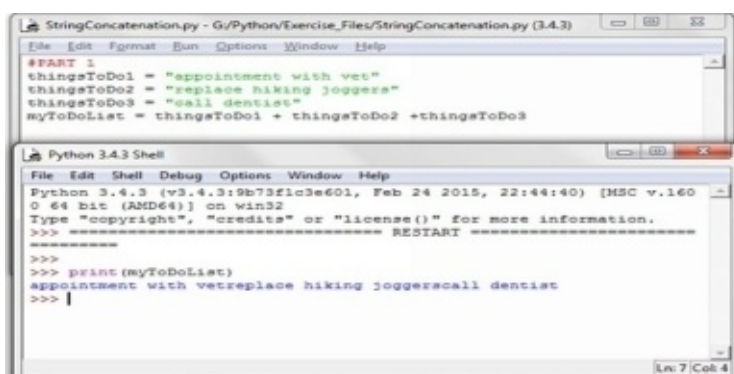 StringConcatenation.py - G:/Python/Exercise_Files/StringConcatenation.py (3.4.3)
File Edit Format Run Options Window Help
#PART 1
thingsToDo1 = "appointment with vet"
thingsToDo2 = "replace hiking joggers"
thingsToDo3 = "call dentist"
myToDoList = thingsToDo1 + thingsToDo2 +thingsToDo3
Python 3.4.3 Shell
File Edit Shell Debug Options Window Help
Python 3.4.3 (v3.4.3:9b73f1c3e601, Feb 24 2015, 22:44:40) [MSC v.160
0 64 bit (AMD64)] on win32
Type "copyright", "credits" or "license()" for more information.
>>> ================================ RESTART ========================
=========
>>>
>>> print(myToDoList)
appointment with vetreplace hiking joggerscall dentist
>>>
Ln: 7 Col: 4